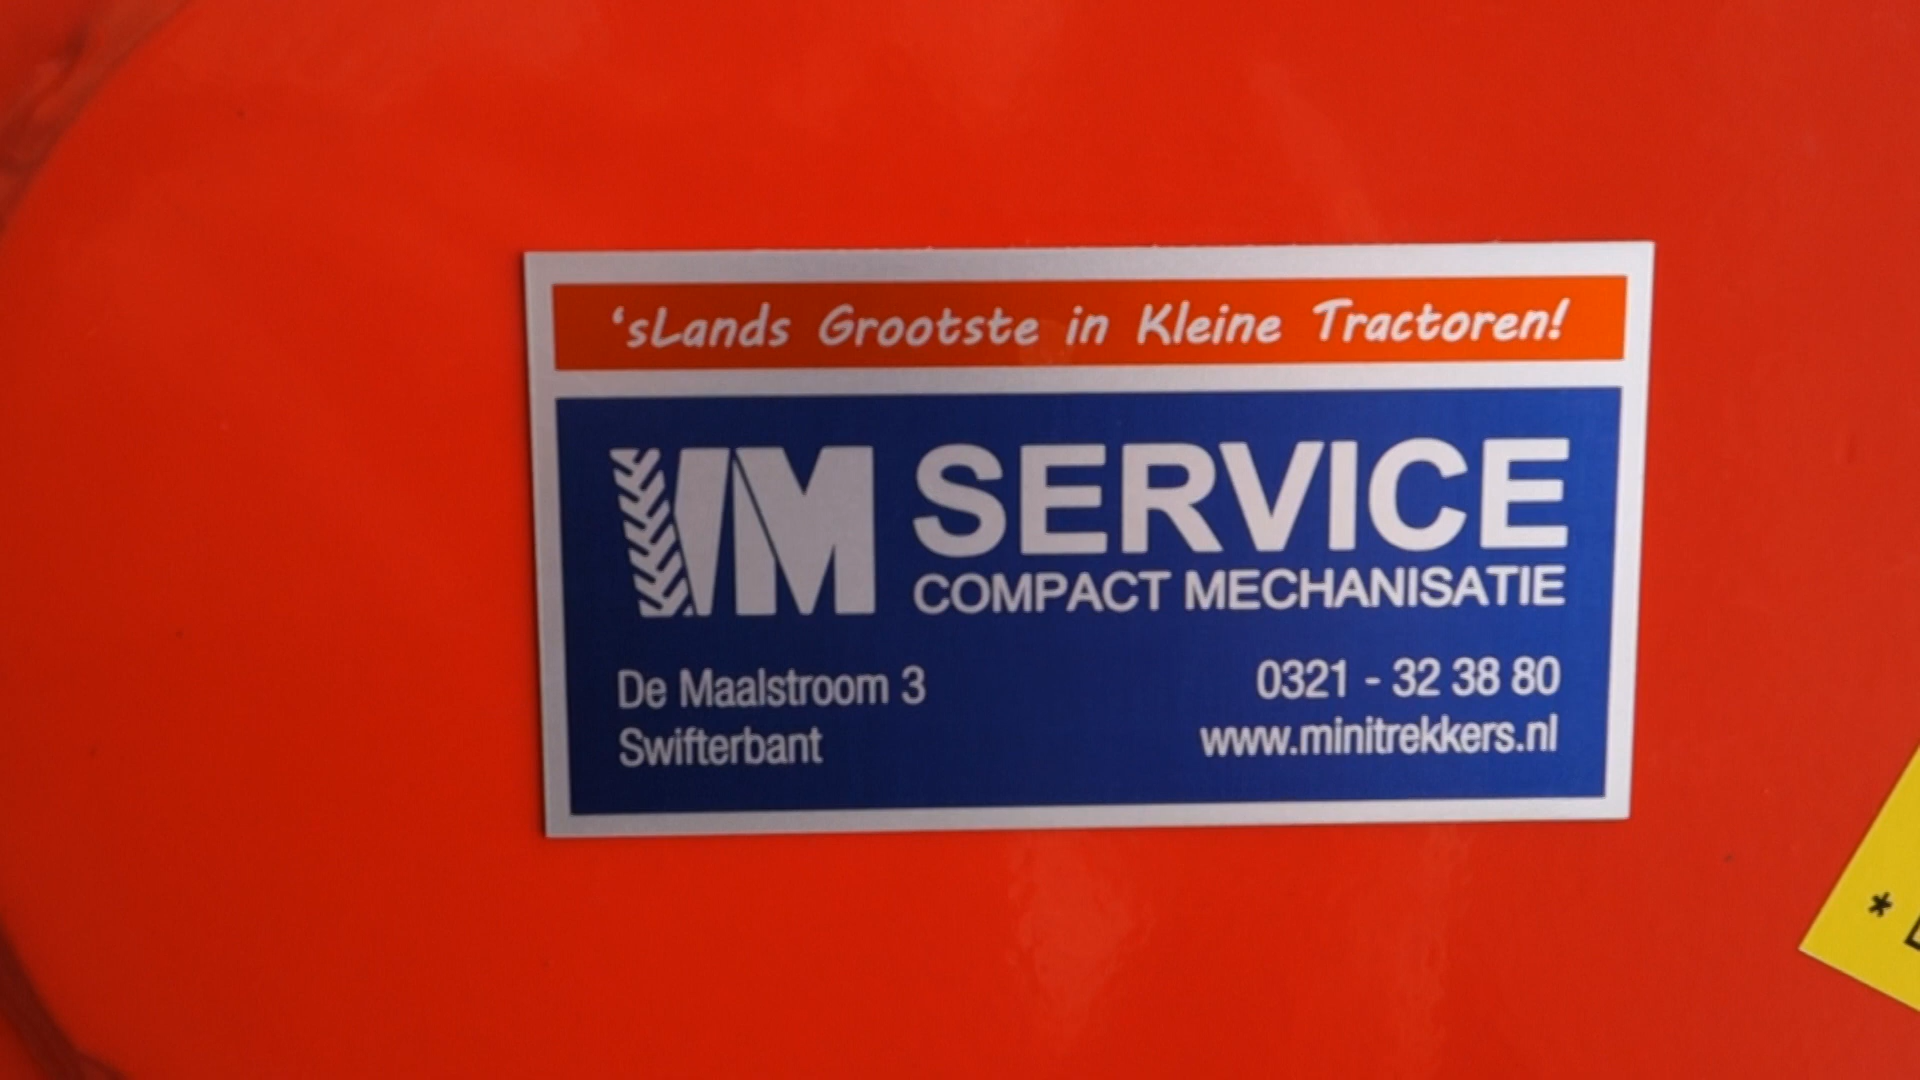 ‘sLands Grootste in Kleine Tractoren!
VM SERVICE
COMPACT MECHANISATIE
De Maalstroom 3
Swifterbant
0321 - 32 38 80
www.minitrekkers.nl
*